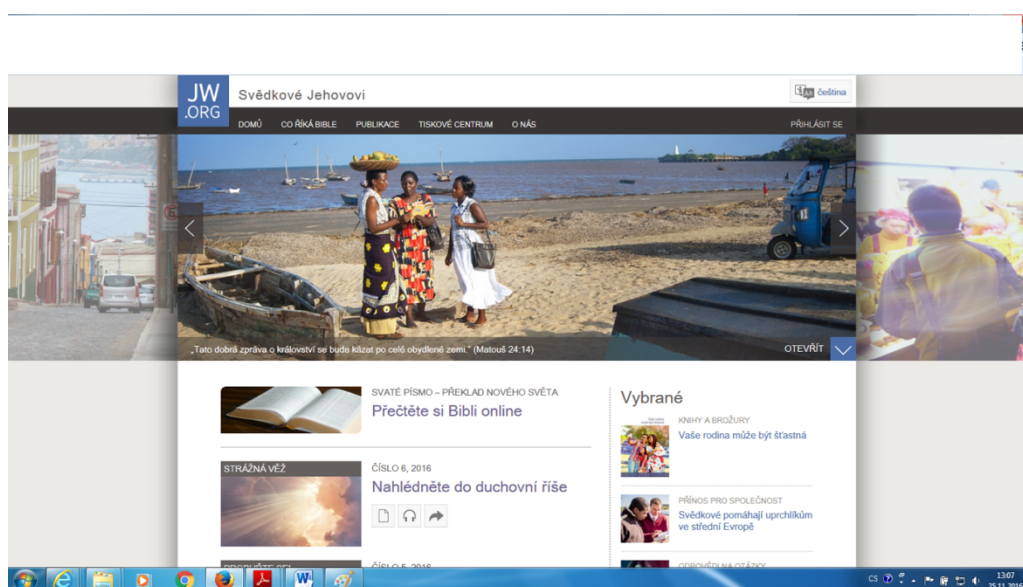 JW
.ORG
Svědkové Jehovovi
čeština
DOMŮ CO ŘÍKÁ BIBLE PUBLIKACE TISKOVÉ CENTRUM O NÁS PŘIHLÁSIT SE
„Tato dobrá zpráva o království se bude kázat po celé obydlené zemi.“ (Matouš 24:14) OTEVŘÍT
SVATÉ PÍSMO – PŘEKLAD NOVÉHO SVĚTA
Přečtěte si Bibli online
STRÁŽNÁ VĚŽ
ČÍSLO 6, 2016
Nahlédněte do duchovní říše
ČÍSLO 5, 2016
Vybrané
KNIHY A BROŽURY
Vaše rodina může být šťastná
PŘÍNOS PRO SPOLEČNOST
Svědkové pomáhají uprchlíkům
ve střední Evropě
ODPOVĚDI NA OTÁZKY
CS
13:07
25.11.2016